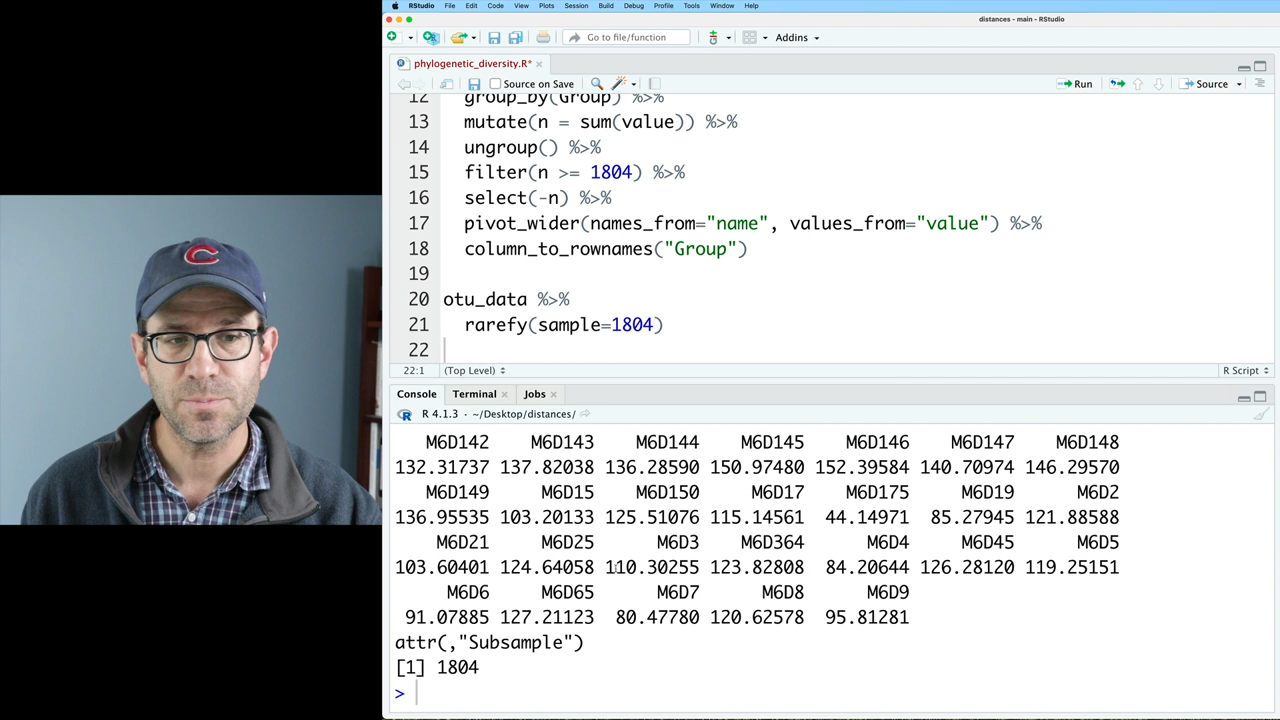 RStudio File Edit Code View Plots Session Build Debug Profile Tools Window Help
distances - main - RStudio
Go to file/function Addins
phylogenetic_diversity.R*
Source on Save Run Source
12 group_by(Group) %>%
13 mutate(n = sum(value)) %>%
14 ungroup() %>%
15 filter(n >= 1804) %>%
16 select(-n) %>%
17 pivot_wider(names_from="name", values_from="value") %>%
18 column_to_rownames("Group")
19
20 otu_data %>%
21 rarefy(sample=1804)
22
22:1 (Top Level) R Script
Console Terminal Jobs
R 4.1.3 · ~/Desktop/distances/
M6D142 M6D143 M6D144 M6D145 M6D146 M6D147 M6D148
132.31737 137.82038 136.28590 150.97480 152.39584 140.70974 146.29570
M6D149 M6D15 M6D150 M6D17 M6D175 M6D19 M6D2
136.95535 103.20133 125.51076 115.14561 44.14971 85.27945 121.88588
M6D21 M6D25 M6D3 M6D364 M6D4 M6D45 M6D5
103.60401 124.64058 110.30255 123.82808 84.20644 126.28120 119.25151
M6D6 M6D65 M6D7 M6D8 M6D9
91.07885 127.21123 80.47780 120.62578 95.81281
attr(,"Subsample")
[1] 1804
>